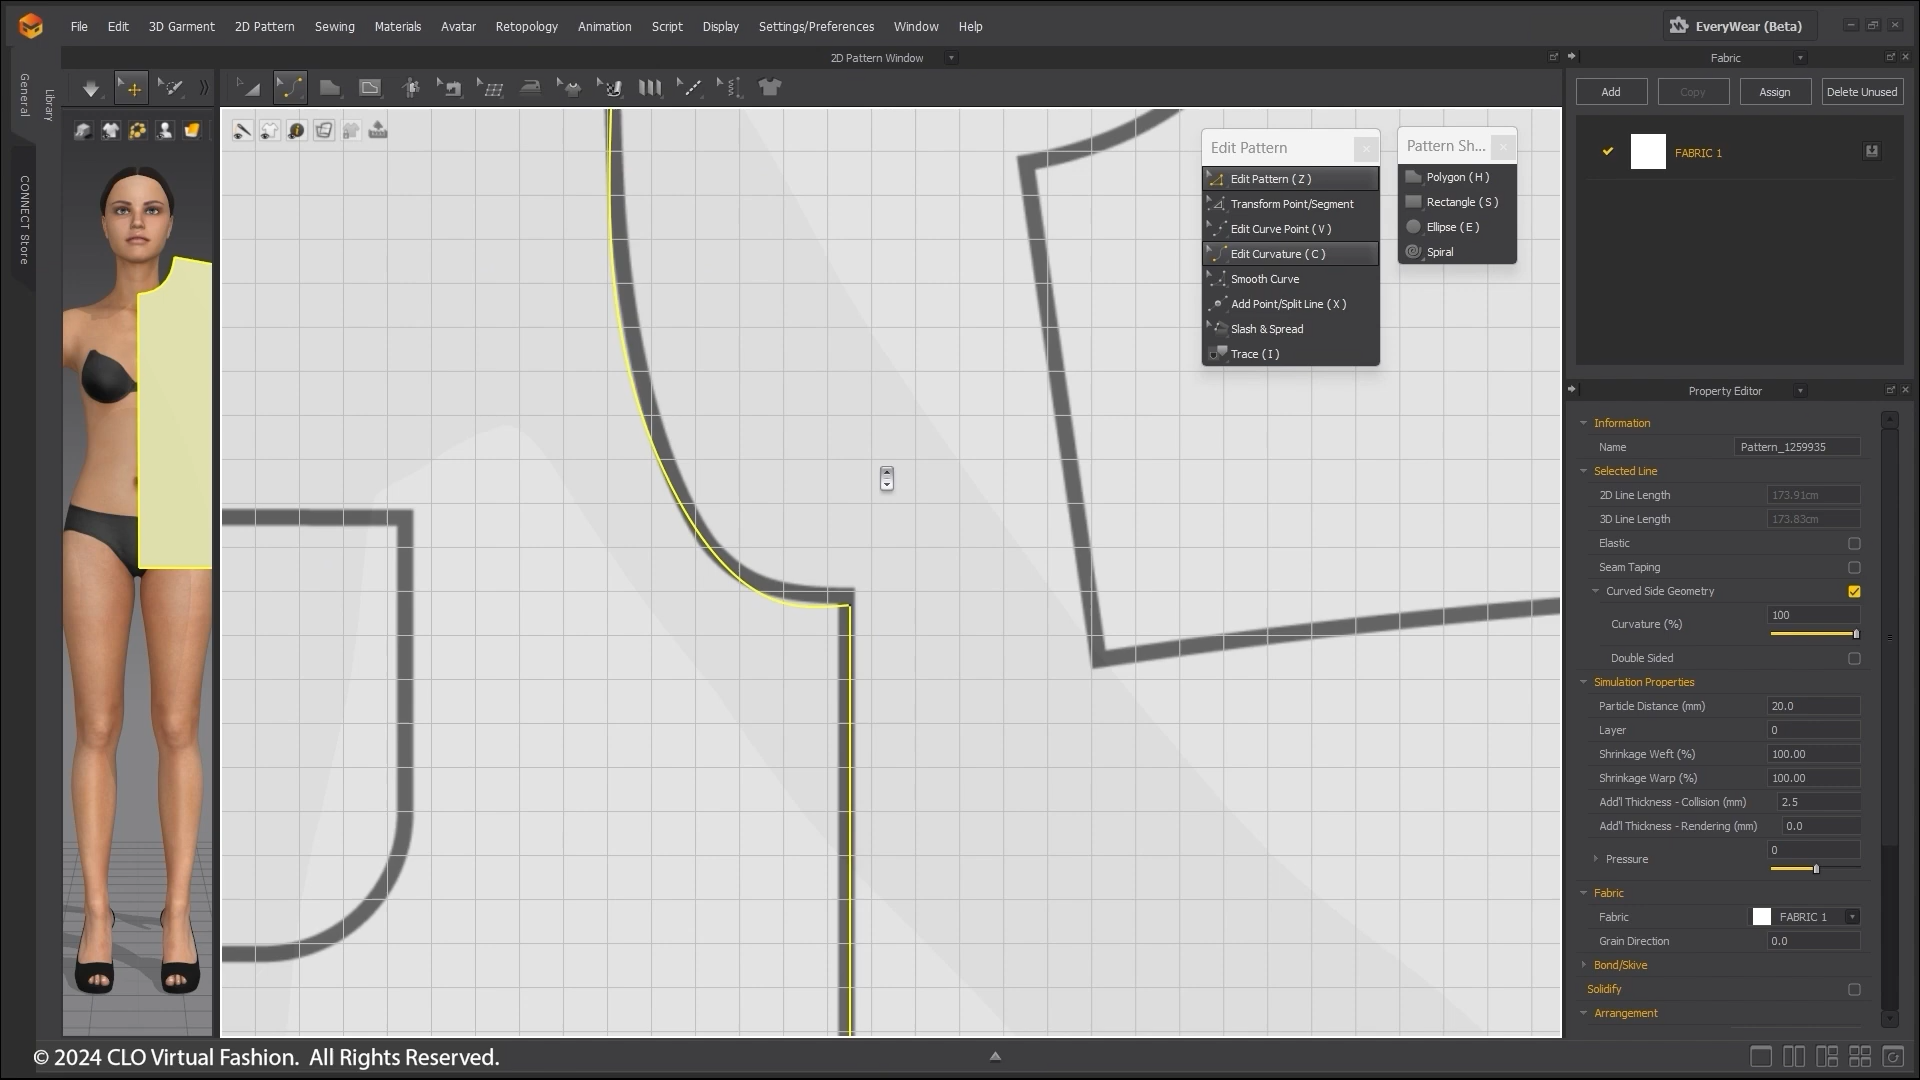 File Edit 3D Garment 2D Pattern Sewing Materials Avatar Retopology Animation Script Display Settings/Preferences Window Help
EveryWear (Beta)
2D Pattern Window
Fabric
General
Library
CONNECT Store
Add Copy Assign Delete Unused
FABRIC 1
Edit Pattern
Edit Pattern ( Z )
Transform Point/Segment
Edit Curve Point ( V )
Edit Curvature ( C )
Smooth Curve
Add Point/Split Line ( X )
Slash & Spread
Trace ( I )
Pattern Sh...
Polygon ( H )
Rectangle ( S )
Ellipse ( E )
Spiral
Property Editor
Information
Name Pattern_1259935
Selected Line
2D Line Length 173.91cm
3D Line Length 173.83cm
Elastic
Seam Taping
Curved Side Geometry
Curvature (%) 100
Double Sided
Simulation Properties
Particle Distance (mm) 20.0
Layer 0
Shrinkage Weft (%) 100.00
Shrinkage Warp (%) 100.00
Add'l Thickness - Collision (mm) 2.5
Add'l Thickness - Rendering (mm) 0.0
Pressure 0
Fabric
Fabric FABRIC 1
Grain Direction 0.0
Bond/Skive
Solidify
Arrangement
© 2024 CLO Virtual Fashion. All Rights Reserved.